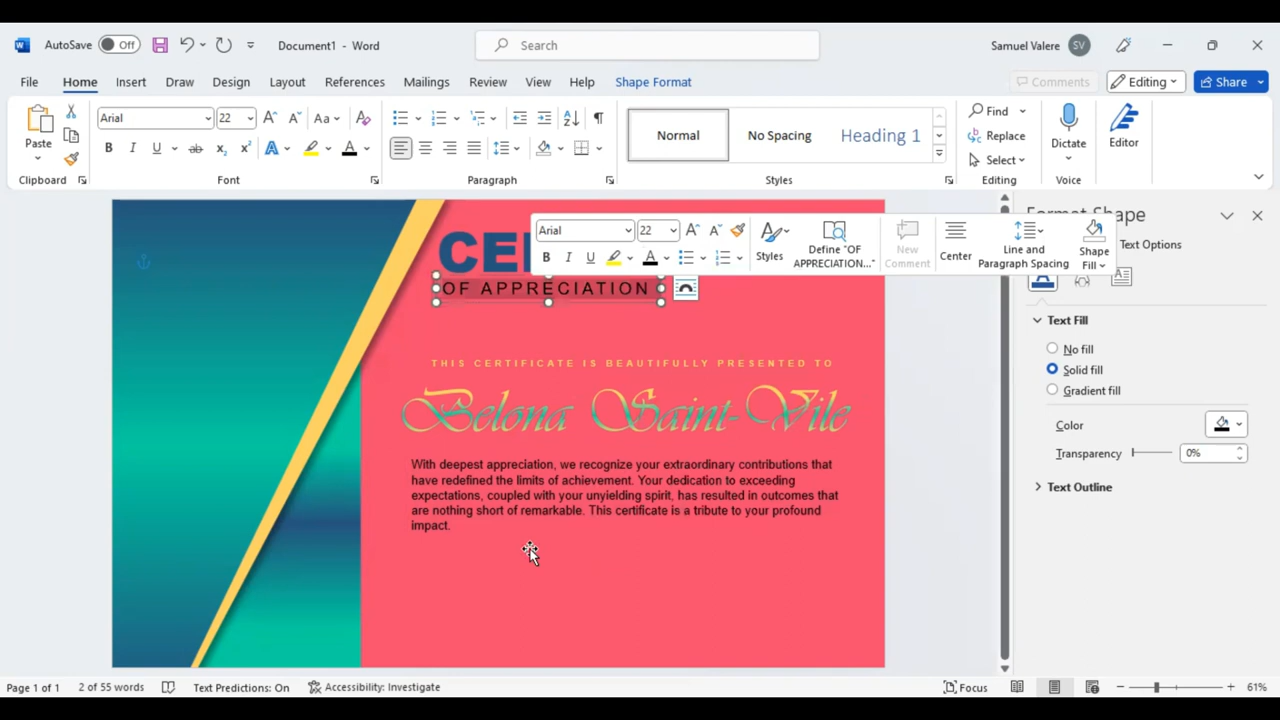 AutoSave Off Document1 - Word Search Samuel Valere SV
File Home Insert Draw Design Layout References Mailings Review View Help Shape Format Comments Editing Share
Paste
Arial 22 Aa
Normal
No Spacing
Heading 1
Find
Replace
Select
Dictate
Editor
Clipboard Font Paragraph Styles Editing Voice
Arial 22
Styles
Define "OF APPRECIATION..."
New Comment
Center
Line and Paragraph Spacing
Shape Fill
Format Shape
Text Options
Text Fill
No fill
Solid fill
Gradient fill
Color
Transparency 0%
Text Outline
OF APPRECIATION
THIS CERTIFICATE IS BEAUTIFULLY PRESENTED TO
Belona Saint-Vile
With deepest appreciation, we recognize your extraordinary contributions that
have redefined the limits of achievement. Your dedication to exceeding
expectations, coupled with your unyielding spirit, has resulted in outcomes that
are nothing short of remarkable. This certificate is a tribute to your profound
impact.
Page 1 of 1 2 of 55 words Text Predictions: On Accessibility: Investigate Focus 61%